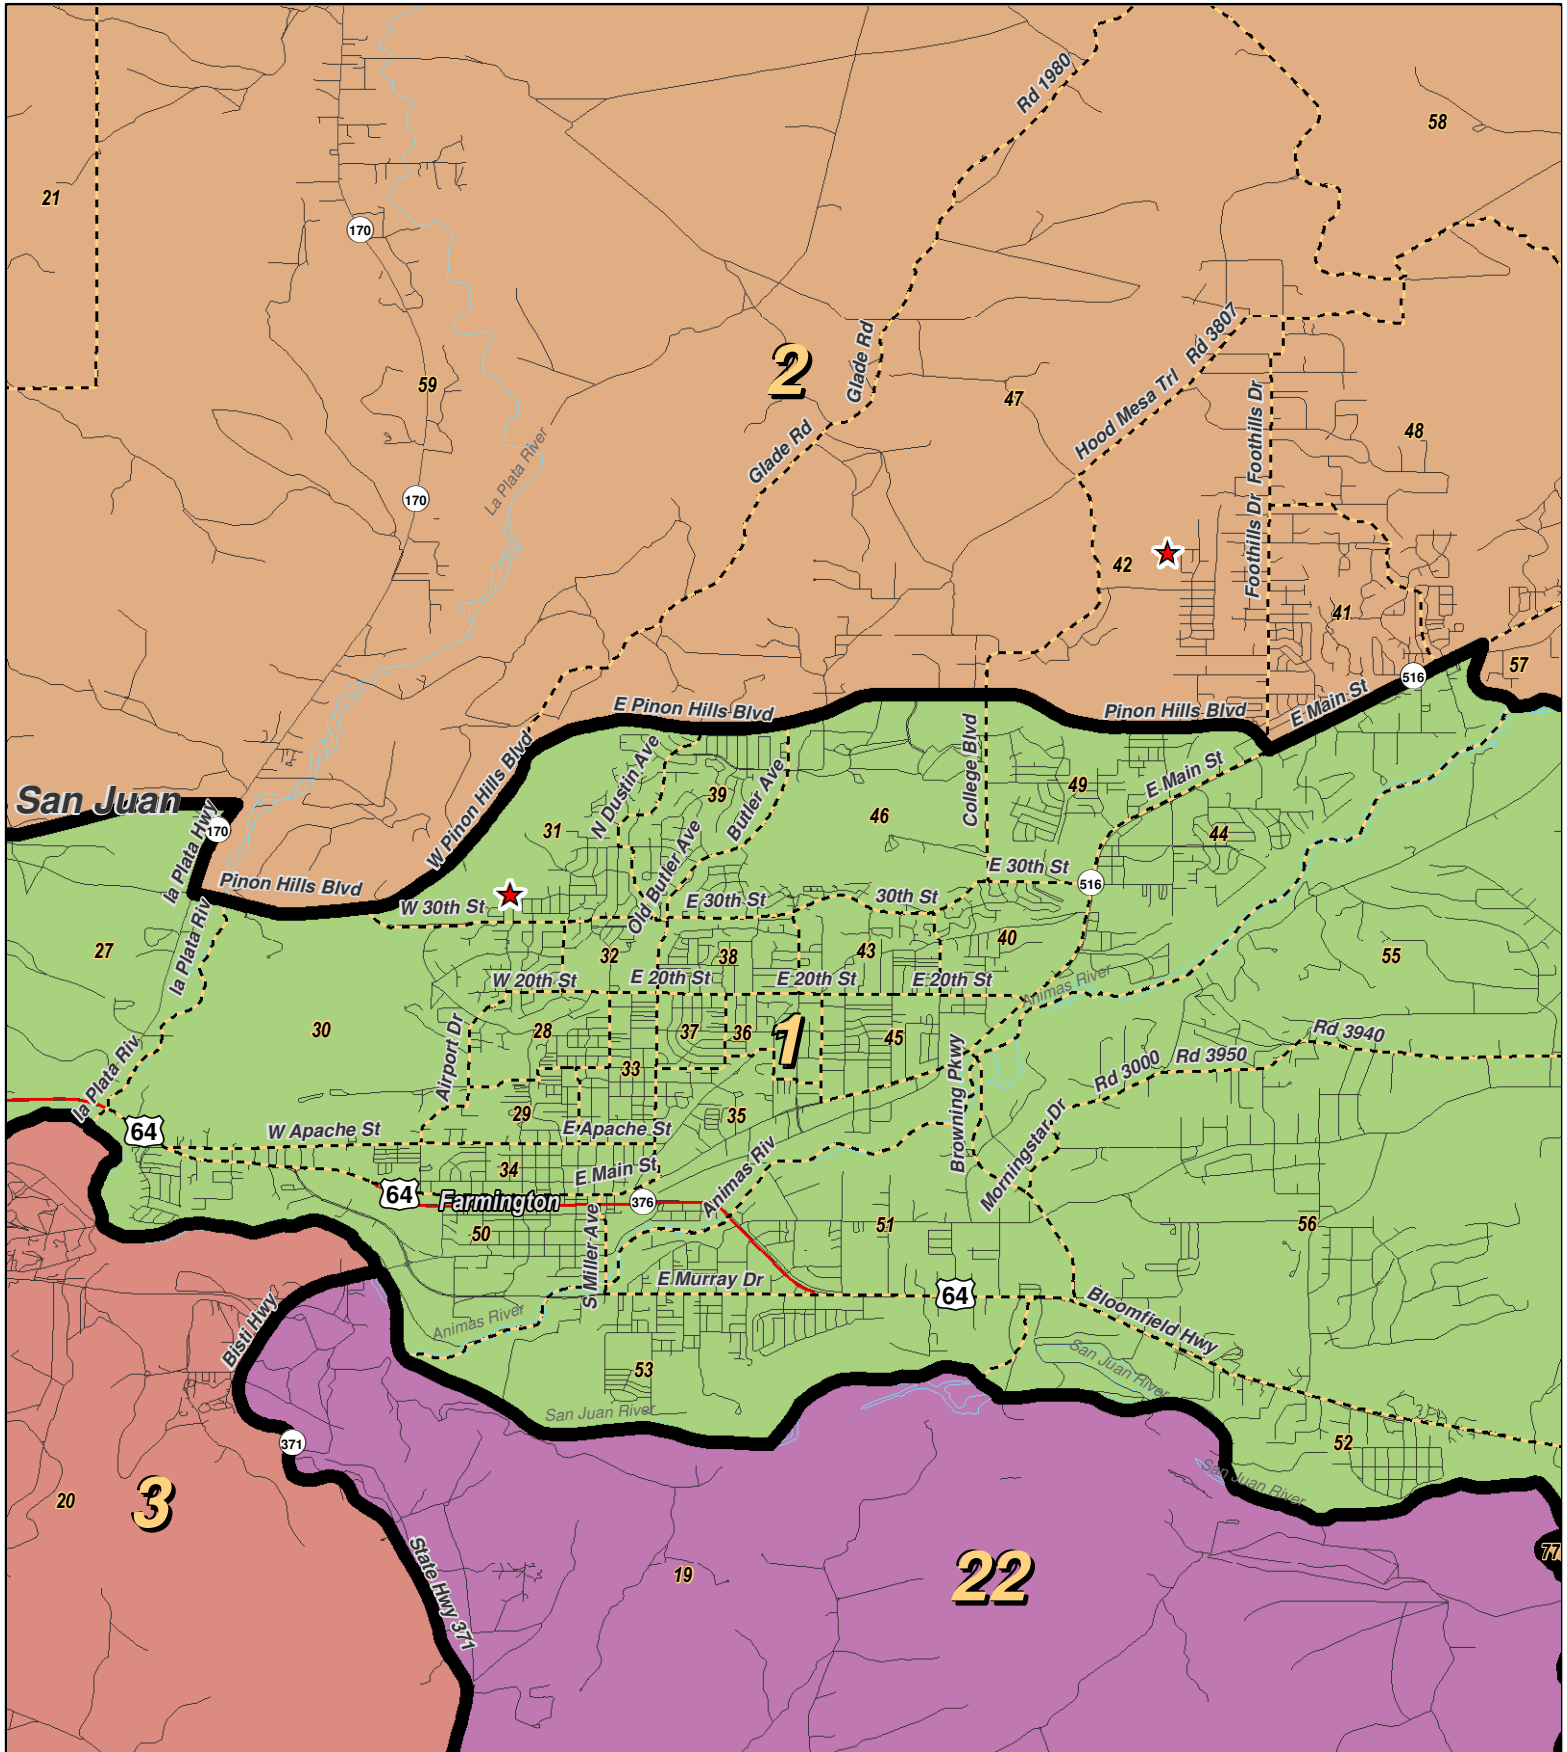 Rd 1980
58
21
170
Rd 3807
2
Glade Rd
59
47
Hood Mesa Trl
Foothills Dr
48
Glade Rd
La Plata River
170
Foothills Dr
42
41
57
516
E Pinon Hills Blvd
Pinon Hills Blvd
E Main St
College Blvd
N Dustin Ave
W Pinon Hills Blvd
Butler Ave
E Main St
49
39
San Juan
170
la Plata Hwy
31
46
44
Old Butler Ave
E 30th St
516
Pinon Hills Blvd
W 30th St
E 30th St
30th St
la Plata Riv
27
32
38
43
40
55
W 20th St
E 20th St
E 20th St
E 20th St
Animas River
30
28
37
36
1
45
Rd 3940
Airport Dr
33
Browning Pkwy
Rd 3000
Rd 3950
la Plata Riv
29
35
64
W Apache St
E Apache St
Morningstar Dr
34
E Main St
Animas Riv
64
Farmington
376
50
S Miller Ave
51
56
E Murray Dr
64
Bloomfield Hwy
Bisti Hwy
Animas River
San Juan River
53
San Juan River
371
52
San Juan River
3
20
State Hwy 371
19
22
77